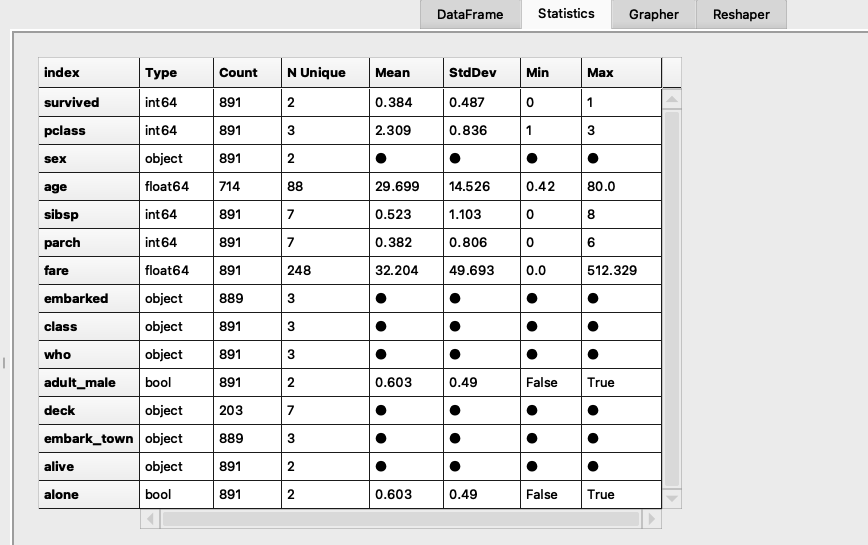 DataFrame Statistics Grapher Reshaper
index Type Count N Unique Mean StdDev Min Max
survived int64 891 2 0.384 0.487 0 1
pclass int64 891 3 2.309 0.836 1 3
sex object 891 2 ● ● ● ●
age float64 714 88 29.699 14.526 0.42 80.0
sibsp int64 891 7 0.523 1.103 0 8
parch int64 891 7 0.382 0.806 0 6
fare float64 891 248 32.204 49.693 0.0 512.329
embarked object 889 3 ● ● ● ●
class object 891 3 ● ● ● ●
who object 891 3 ● ● ● ●
adult_male bool 891 2 0.603 0.49 False True
deck object 203 7 ● ● ● ●
embark_town object 889 3 ● ● ● ●
alive object 891 2 ● ● ● ●
alone bool 891 2 0.603 0.49 False True